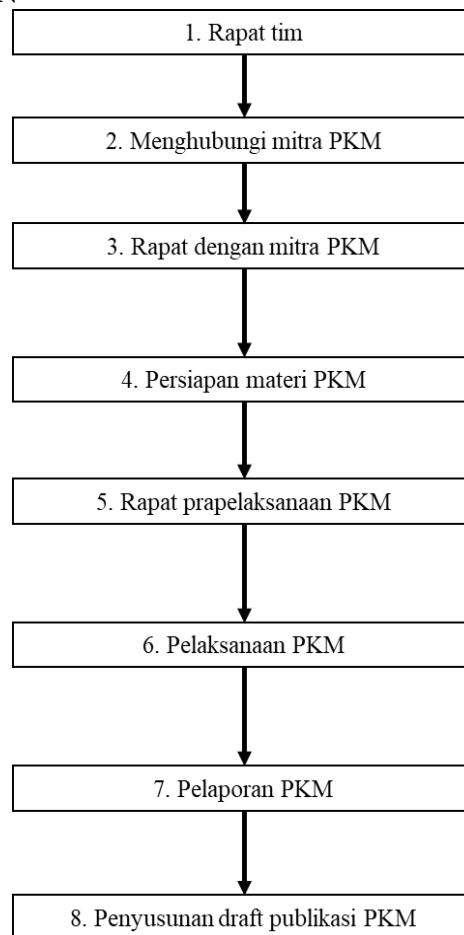 1. Rapat tim
2. Menghubungi mitra PKM
3. Rapat dengan mitra PKM
4. Persiapan materi PKM
5. Rapat prapelaksanaan PKM
6. Pelaksanaan PKM
7. Pelaporan PKM
8. Penyusunan draft publikasi PKM